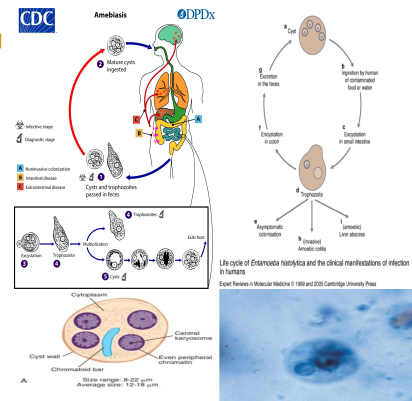 CDC
Amebiasis
DPDx
2 Mature cysts
ingested
Infective stage
Diagnostic stage
A Noninvasive colonization
B Intestinal disease
C Extraintestinal disease
C
B
A
1
Cysts and trophozoites
passed in feces
4 Trophozoites
Exits host
Multiplication
Excystation
3
Trophozoite
4
5 Cysts
a
Cyst
b
Ingestion by human
of contaminated
food or water
c
Excystation
in small intestine
d
Trophozoite
e
Asymptomatic
colonisation
h
(invasive)
Amoebic colitis
i
(amoebic)
Liver abscess
f
Encystation
in colon
g
Excretion
in the feces
Life cycle of Entamoeba histolytica and the clinical manifestations of infection
in humans
Expert Reviews in Molecular Medicine © 1999 and 2005 Cambridge University Press
Cytoplasm
Central
karyosome
Even peripheral
chromatin
Cyst wall
Chromatoid bar
A
Size range: 8-22 μm
Average size: 12-18 μm